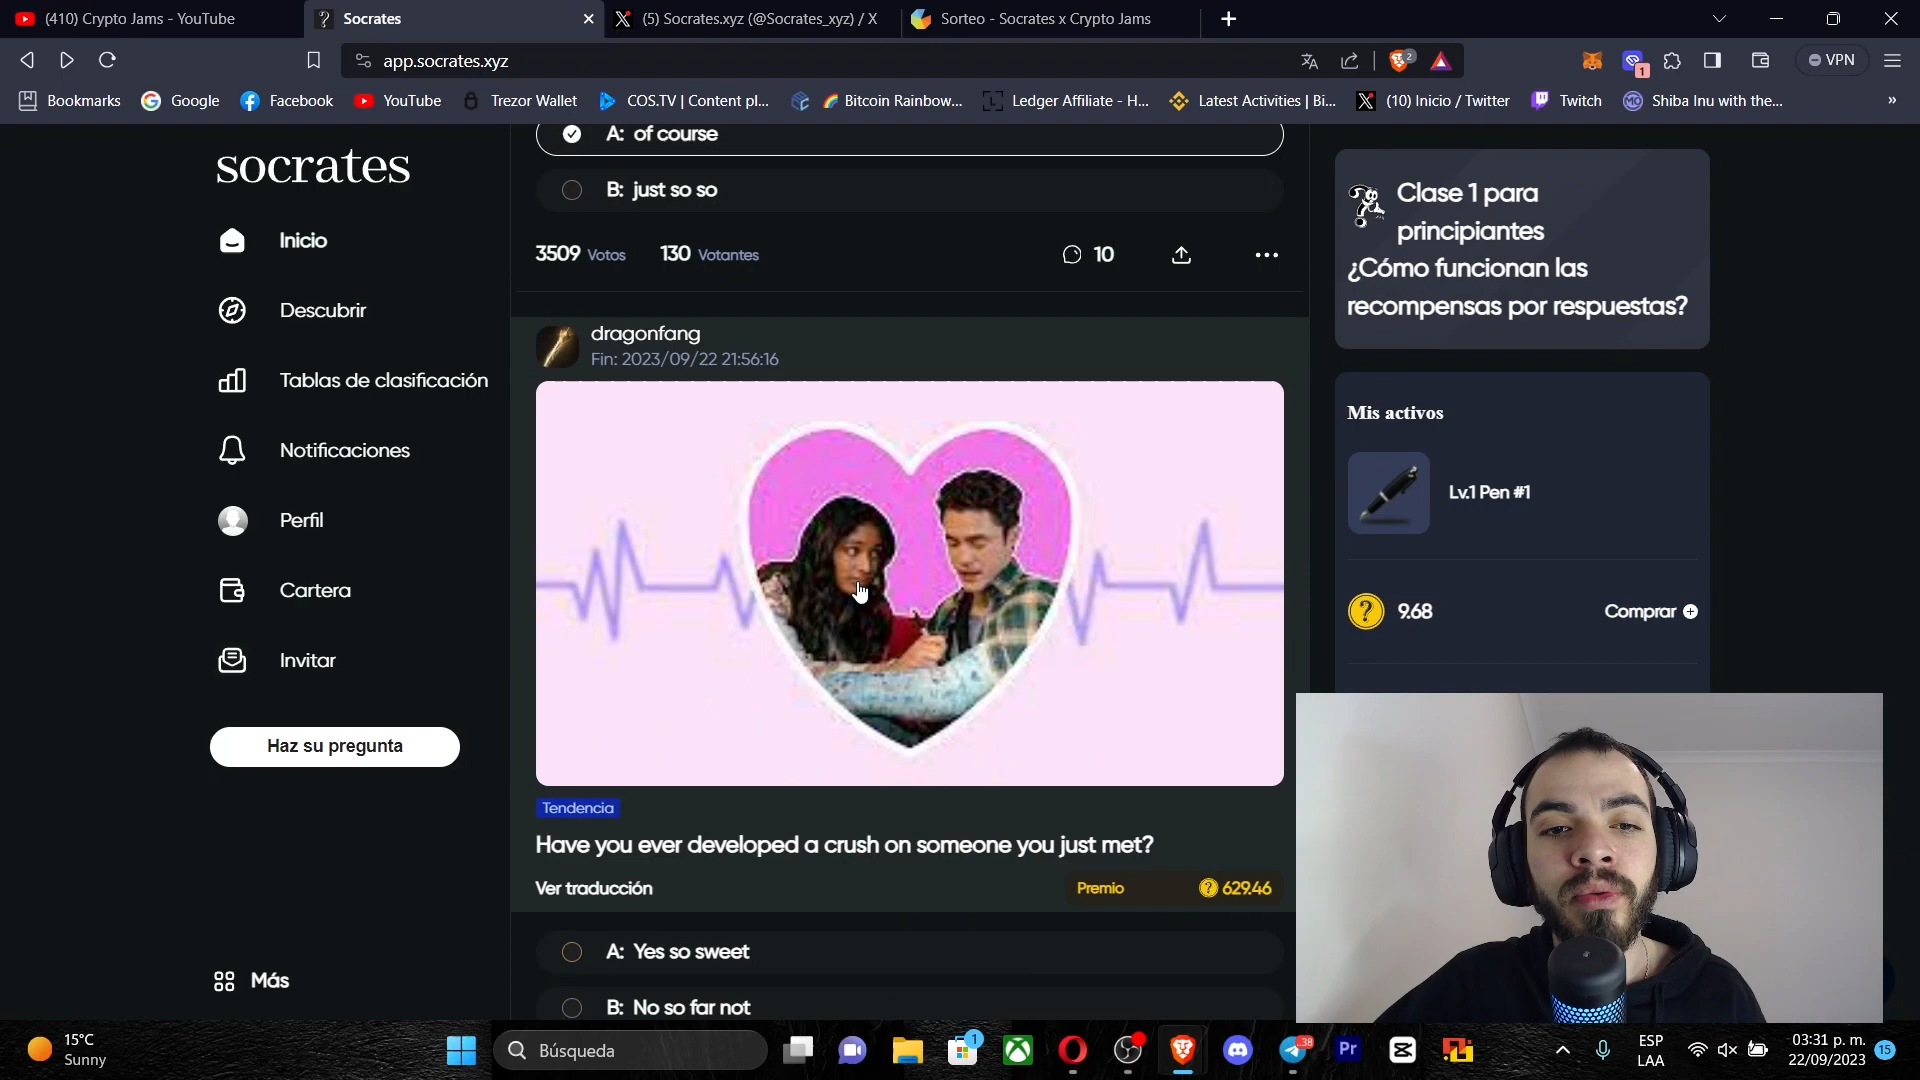 (410) Crypto Jams - YouTube
Socrates
(5) Socrates.xyz (@Socrates_xyz) / X
Sorteo - Socrates x Crypto Jams
app.socrates.xyz
2
1
VPN
Bookmarks
Google
Facebook
YouTube
Trezor Wallet
COS.TV | Content pl...
Bitcoin Rainbow...
Ledger Affiliate - H...
Latest Activities | Bi...
(10) Inicio / Twitter
Twitch
Shiba Inu with the...
socrates
Inicio
Descubrir
Tablas de clasificación
Notificaciones
Perfil
Cartera
Invitar
Haz su pregunta
Más
A: of course
B: just so so
3509 Votos
130 Votantes
10
dragonfang
Fin: 2023/09/22 21:56:16
Tendencia
Have you ever developed a crush on someone you just met?
Ver traducción
Premio
629.46
A: Yes so sweet
B: No so far not
Clase 1 para
principiantes
¿Cómo funcionan las
recompensas por respuestas?
Mis activos
Lv.1 Pen #1
9.68
Comprar
15°C
Sunny
Búsqueda
1
Pr
38
ESP
LAA
03:31 p. m.
22/09/2023
15